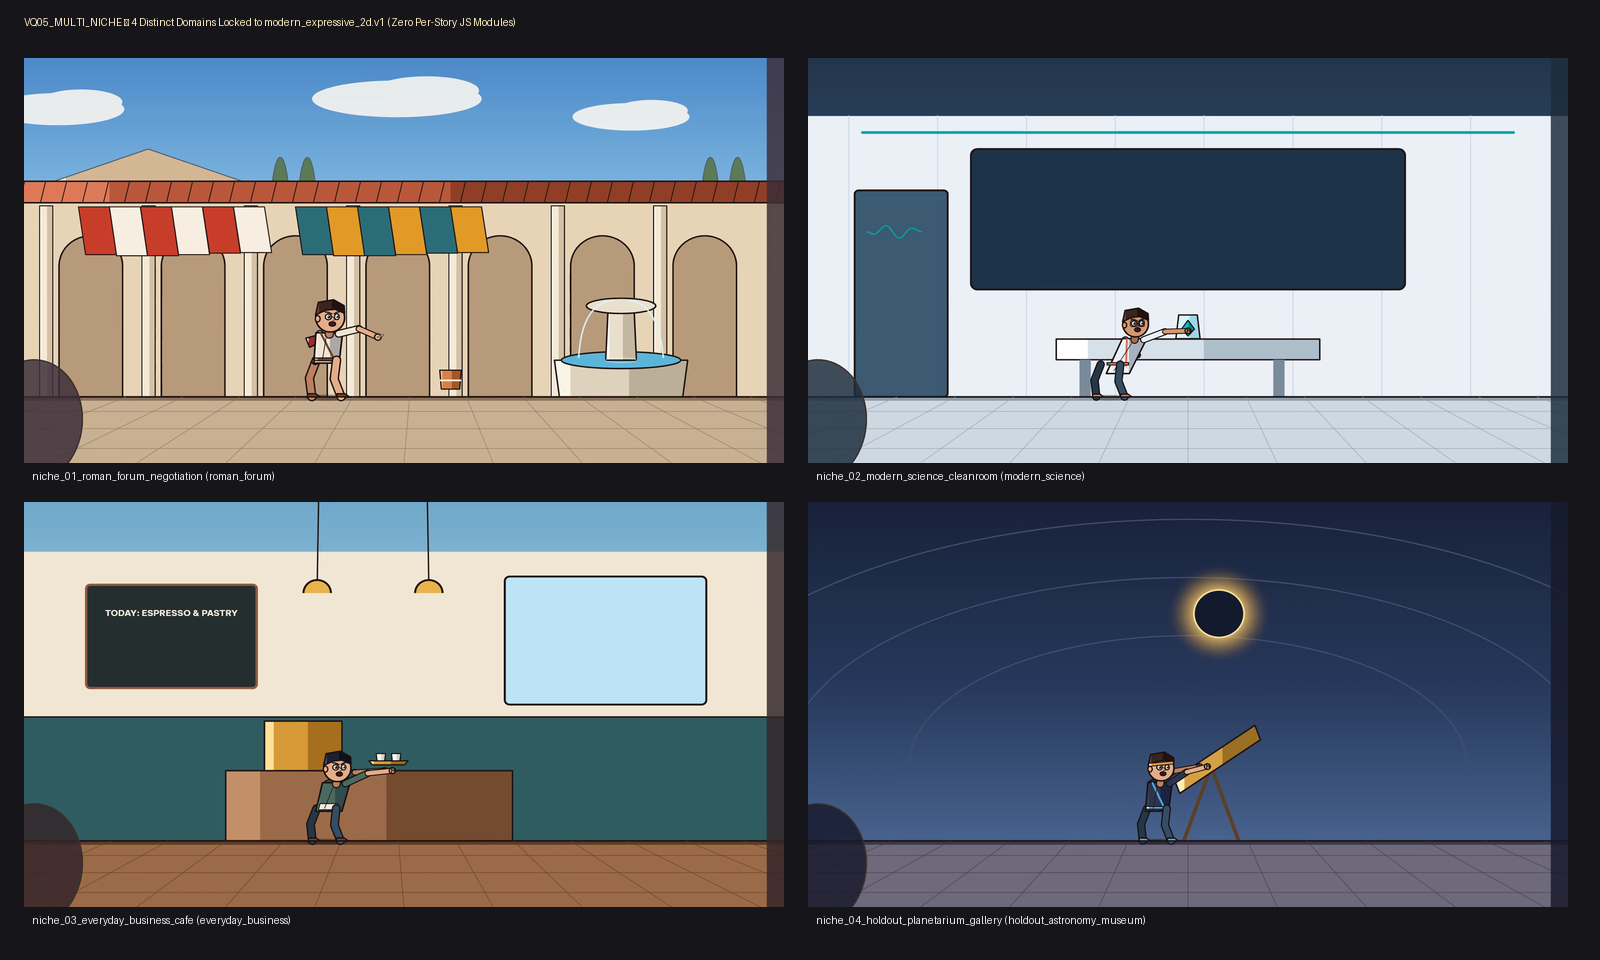 VQ05_MULTI_NICHE 4 Distinct Domains Locked to modern_expressive_2d.v1 (Zero Per-Story JS Modules)
niche_01_roman_forum_negotiation (roman_forum)
niche_02_modern_science_cleanroom (modern_science)
TODAY: ESPRESSO & PASTRY
niche_03_everyday_business_cafe (everyday_business)
niche_04_holdout_planetarium_gallery (holdout_astronomy_museum)